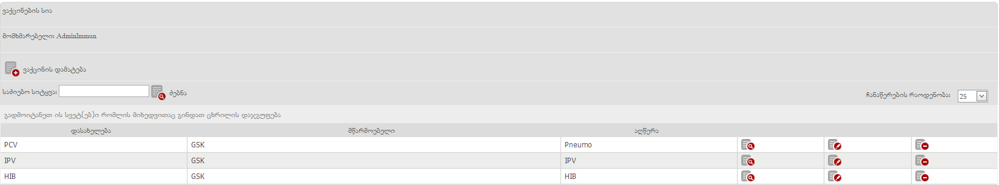 ვაქცინების სია
მომხმარებელი: AdminImmun
ვაქცინის დამატება
საძიებო სიტყვა: ძებნა ჩანაწერების რაოდენობა: 25
გადმოიტანეთ ის სვეტ(ებ)ი რომლის მიხედვითაც გინდათ ცხრილის დაჯგუფება
დასახელება მწარმოებელი აღწერა
PCV GSK Pneumo
IPV GSK IPV
HIB GSK HIB